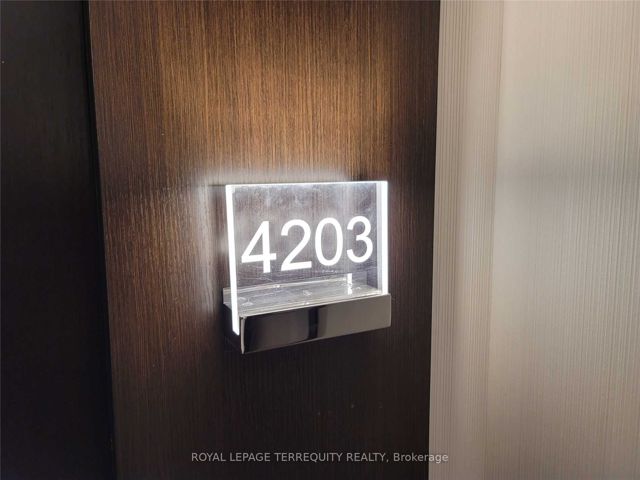 4203
ROYAL LEPAGE TERREQUITY REALTY, Brokerage